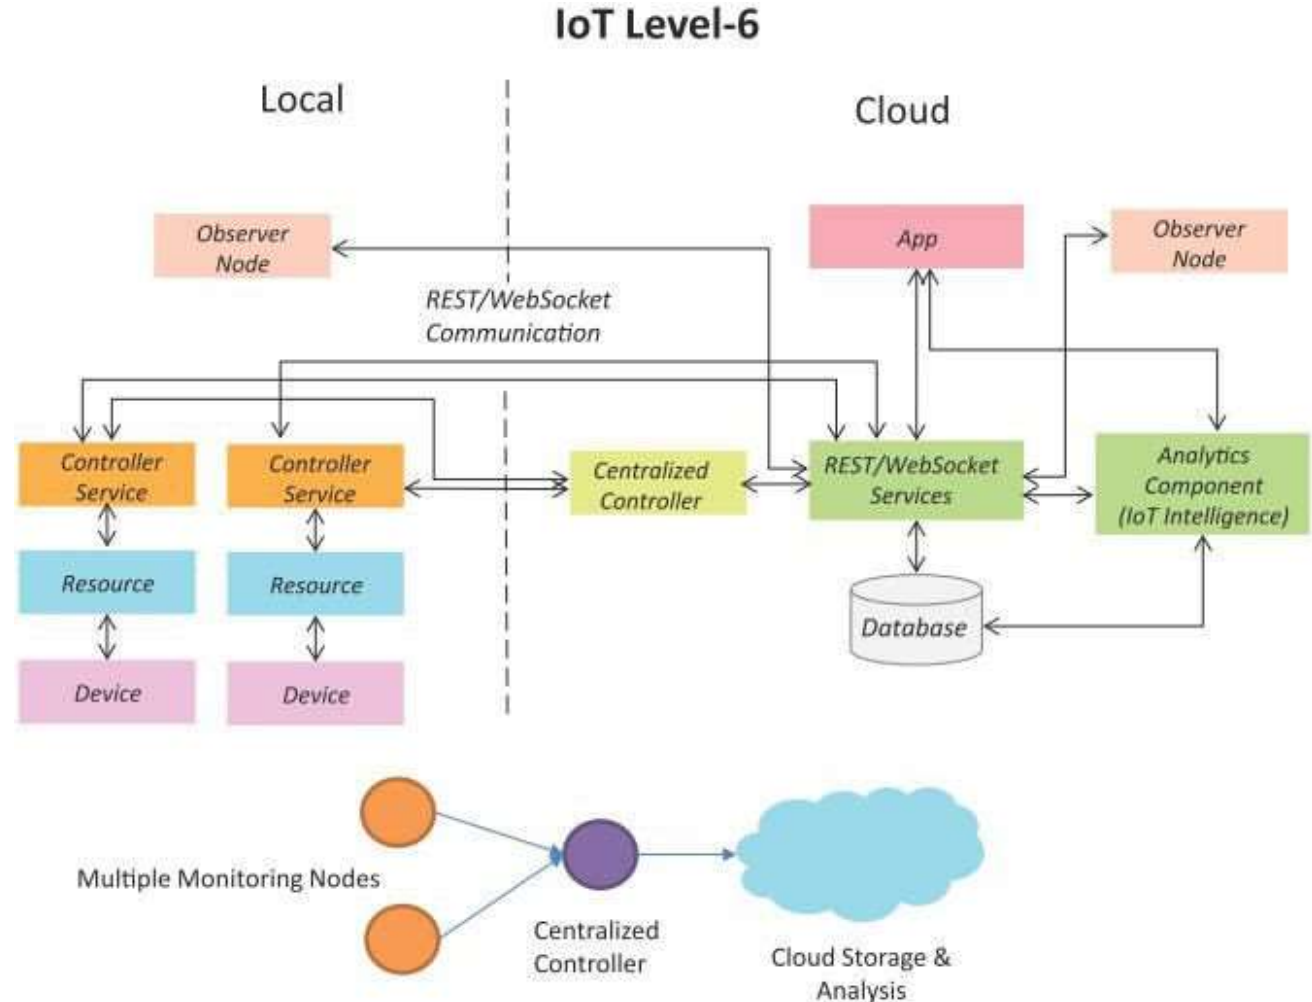 IoT Level-6
Local
Cloud
Observer
Node
App
Observer
Node
REST/WebSocket
Communication
Controller
Service
Controller
Service
Centralized
Controller
REST/WebSocket
Services
Analytics
Component
(IoT Intelligence)
Resource
Resource
Database
Device
Device
Multiple Monitoring Nodes
Centralized
Controller
Cloud Storage &
Analysis